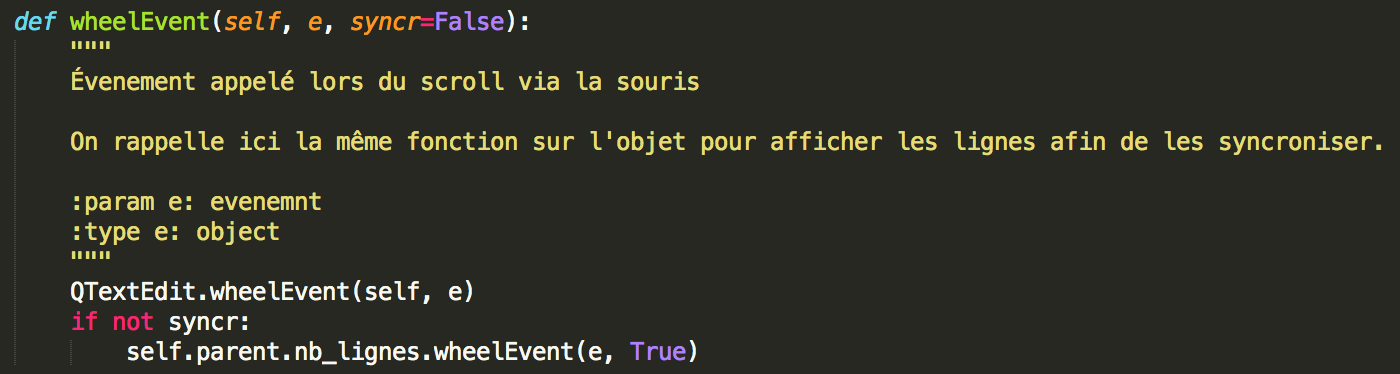 def wheelEvent(self, e, syncr=False):
"""
Évenement appelé lors du scroll via la souris
On rappelle ici la même fonction sur l'objet pour afficher les lignes afin de les syncroniser.
:param e: evenemnt
:type e: object
"""
QTextEdit.wheelEvent(self, e)
if not syncr:
self.parent.nb_lignes.wheelEvent(e, True)